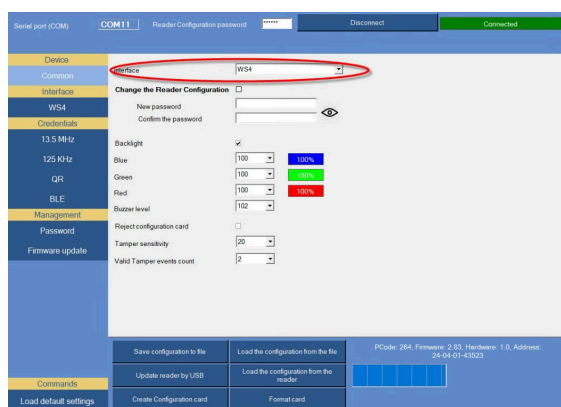 Serial port (COM) COM11 Reader Configuration password ****** Disconnect Connected
Device
Common
Interface
WS4
Credentials
13.5 MHz
125 KHz
QR
BLE
Management
Password
Firmware update
Commands
Load default settings
Interface WS4
Change the Reader Configuration
New password
Confirm the password
Backlight
Blue 100 100%
Green 100 100%
Red 100 100%
Buzzer level 102
Reject configuration card
Tamper sensitivity 20
Valid Tamper events count 2
Save configuration to file
Load the configuration from the file
Update reader by USB
Load the configuration from the
reader
Create Configuration card
Format card
PCode: 264, Firmware: 2.83, Hardware: 1.0, Address:
24-04-01-43523